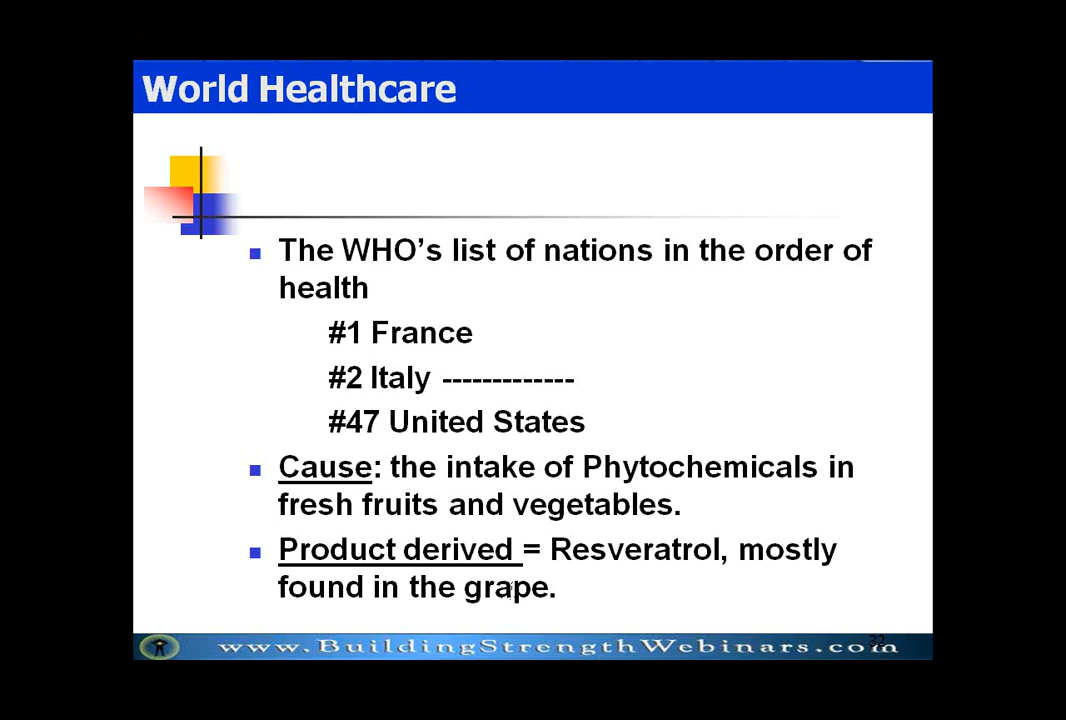 World Healthcare
The WHO’s list of nations in the order of
health
#1 France
#2 Italy -------------
#47 United States
Cause: the intake of Phytochemicals in
fresh fruits and vegetables.
Product derived = Resveratrol, mostly
found in the grape.
32
www.BuildingStrengthWebinars.com